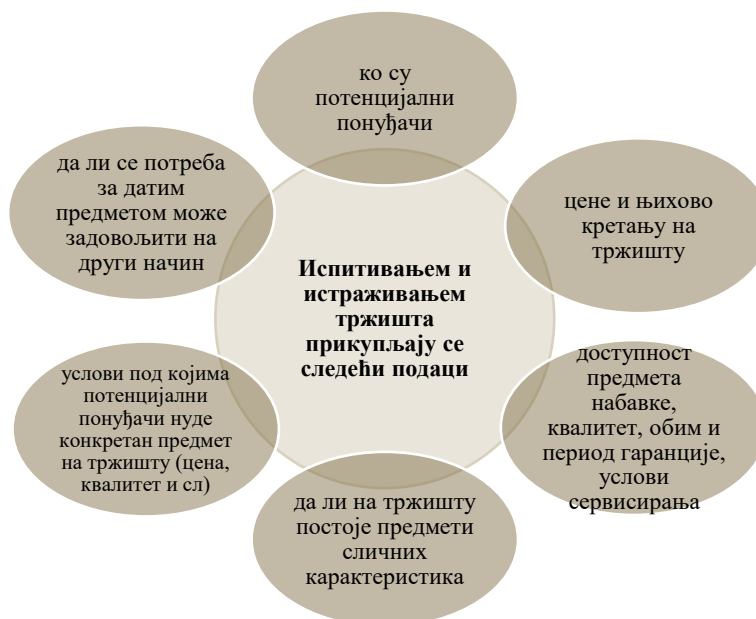 ко су
потенцијални
понуђачи
цене и њихово
кретању на
тржишту
доступност
предмета
набавке,
квалитет, обим и
период гаранције,
услови
сервисирања
да ли на тржишту
постоје предмети
сличних
карактеристика
услови под којима
потенцијални
понуђачи нуде
конкретан предмет
на тржишту (цена,
квалитет и сл)
да ли се потреба
за датим
предметом може
задовољити на
други начин
Испитивањем и
истраживањем
тржишта
прикупљају се
следећи подаци